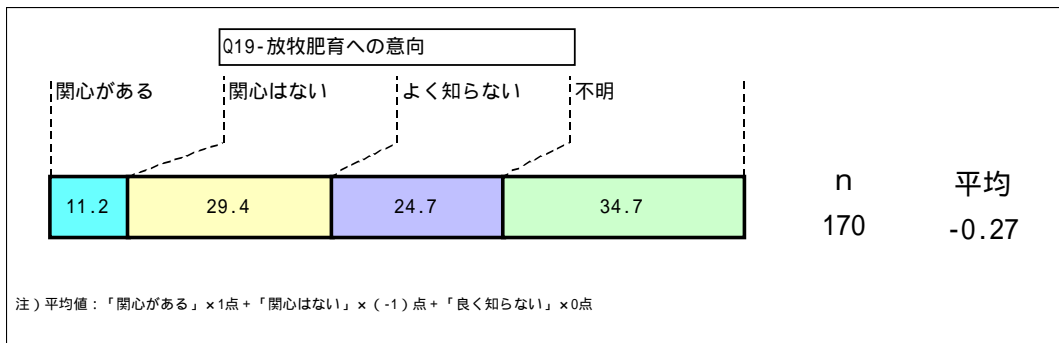 Q19-放牧肥育への意向
関心がある 関心はない よく知らない 不明
11.2 29.4 24.7 34.7
n 平均
170 -0.27
注）平均値：「関心がある」×1点+「関心はない」×（-1）点+「良く知らない」×0点